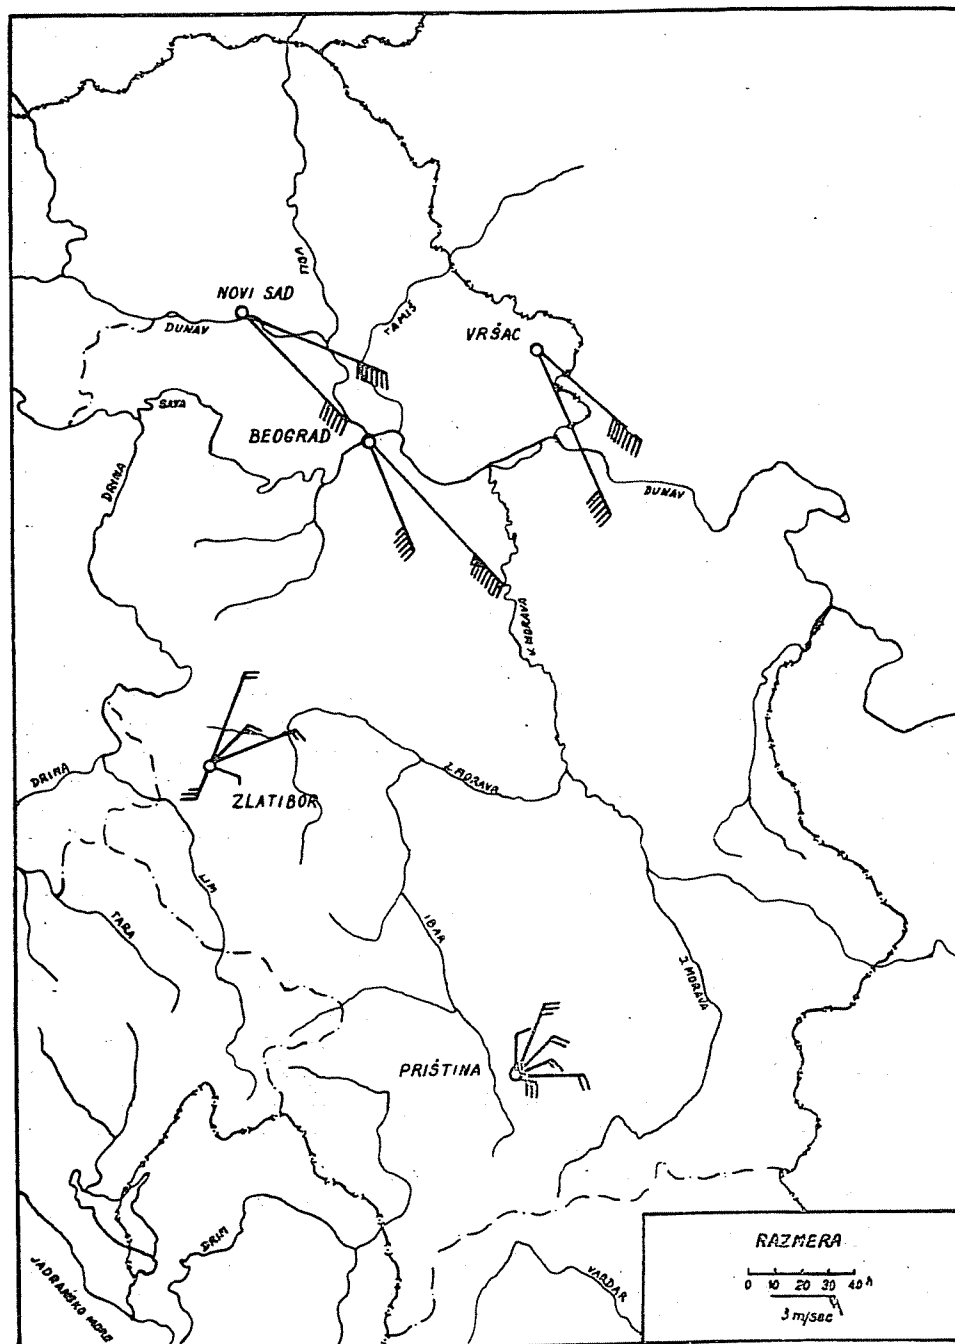 TISA
NOVI SAD
DUNAV
TAMIŠ
VRŠAC
SAVA
BEOGRAD
DRINA
DUNAV
V. MORAVA
DRINA
ZLATIBOR
Z. MORAVA
LIM
TARA
IBAR
J. MORAVA
PRIŠTINA
DRIM
VARDAR
JADRANSKO MORE
RAZMERA
0 10 20 30 40 h
3 m/sec